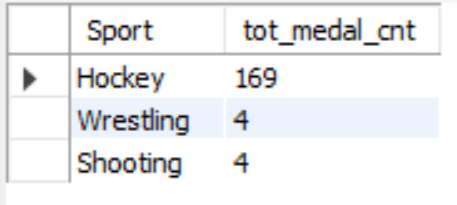 Sport tot_medal_cnt
Hockey 169
Wrestling 4
Shooting 4